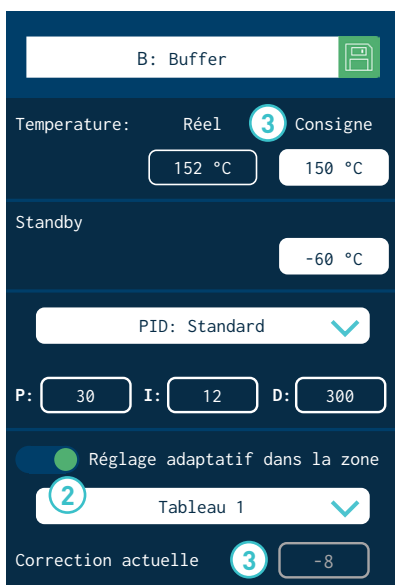 B: Buffer
Temperature: Réel 3 Consigne
152 °C 150 °C
Standby
-60 °C
PID: Standard
P: 30 I: 12 D: 300
Réglage adaptatif dans la zone
2 Tableau 1
Correction actuelle 3 -8